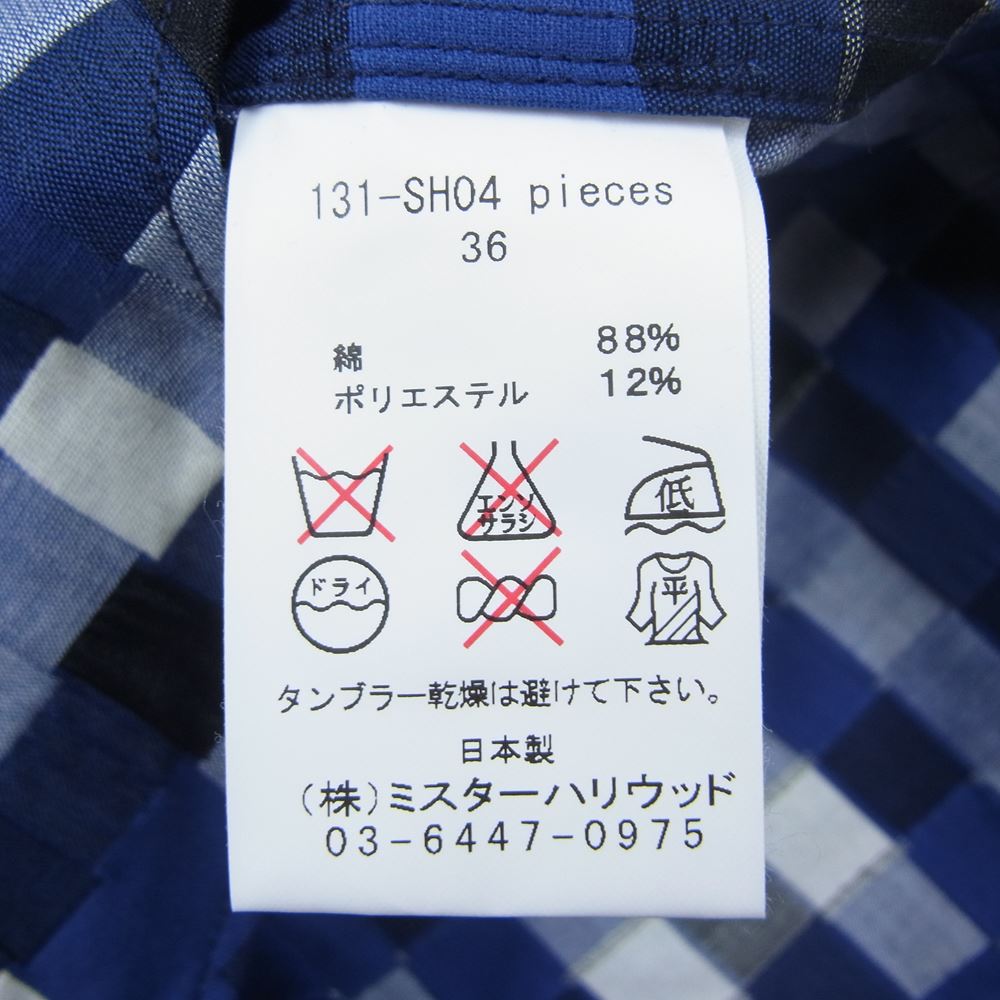 131-SH04 pieces
36
綿 88%
ポリエステル 12%
エンソ
サラシ
低
ドライ
平
タンブラー乾燥は避けて下さい。
日本製
(株)ミスターハリウッド
03-6447-0975